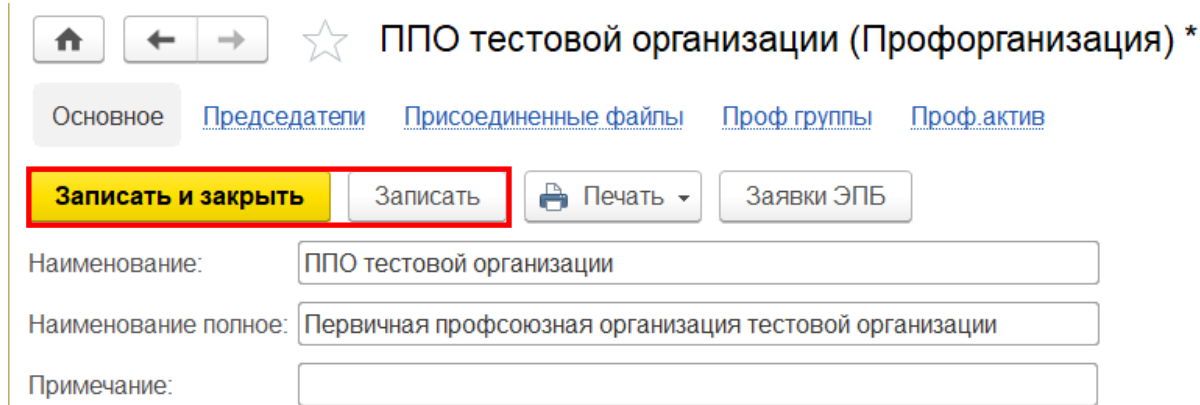 ППО тестовой организации (Профорганизация) *
Основное Председатели Присоединенные файлы Проф группы Проф.актив
Записать и закрыть Записать Печать Заявки ЭПБ
Наименование: ППО тестовой организации
Наименование полное: Первичная профсоюзная организация тестовой организации
Примечание: